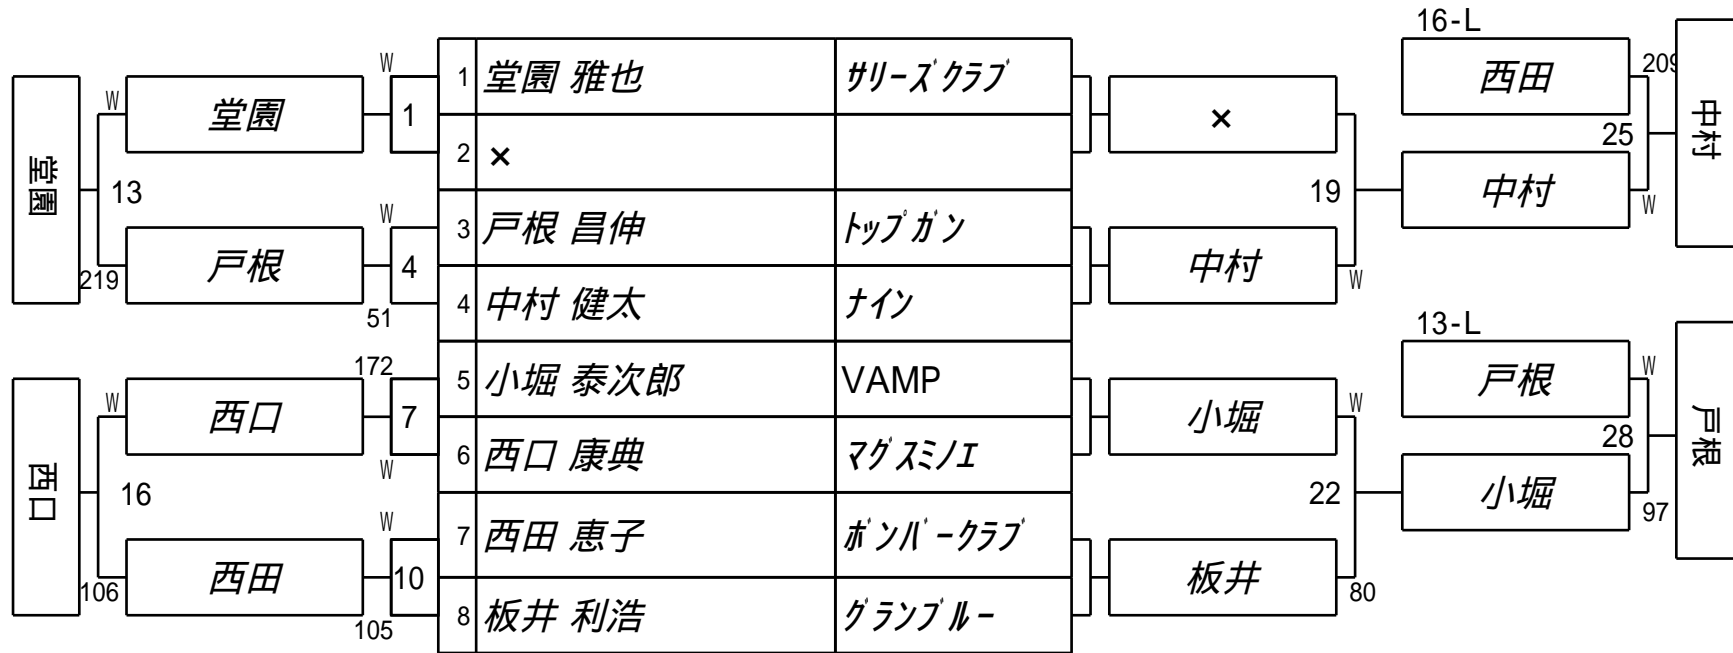 16-L
W
1 堂園 雅也 サリーズクラブ
西田 209
W 堂園 1
×
中村
25
2 ×
堂園
13
W
19
中村 W
3 戸根 昌伸 トップガン
219 戸根 4
中村 W
51
4 中村 健太 ナイン
13-L
172
5 小堀 泰次郎 VAMP
戸根 W
W 西口 7
小堀 W
戸根
28
6 西口 康典 マグスミノエ
W
西口
16
22
小堀 97
W
7 西田 恵子 ボンバークラブ
106 西田 10
板井 80
105
8 板井 利浩 グランブルー